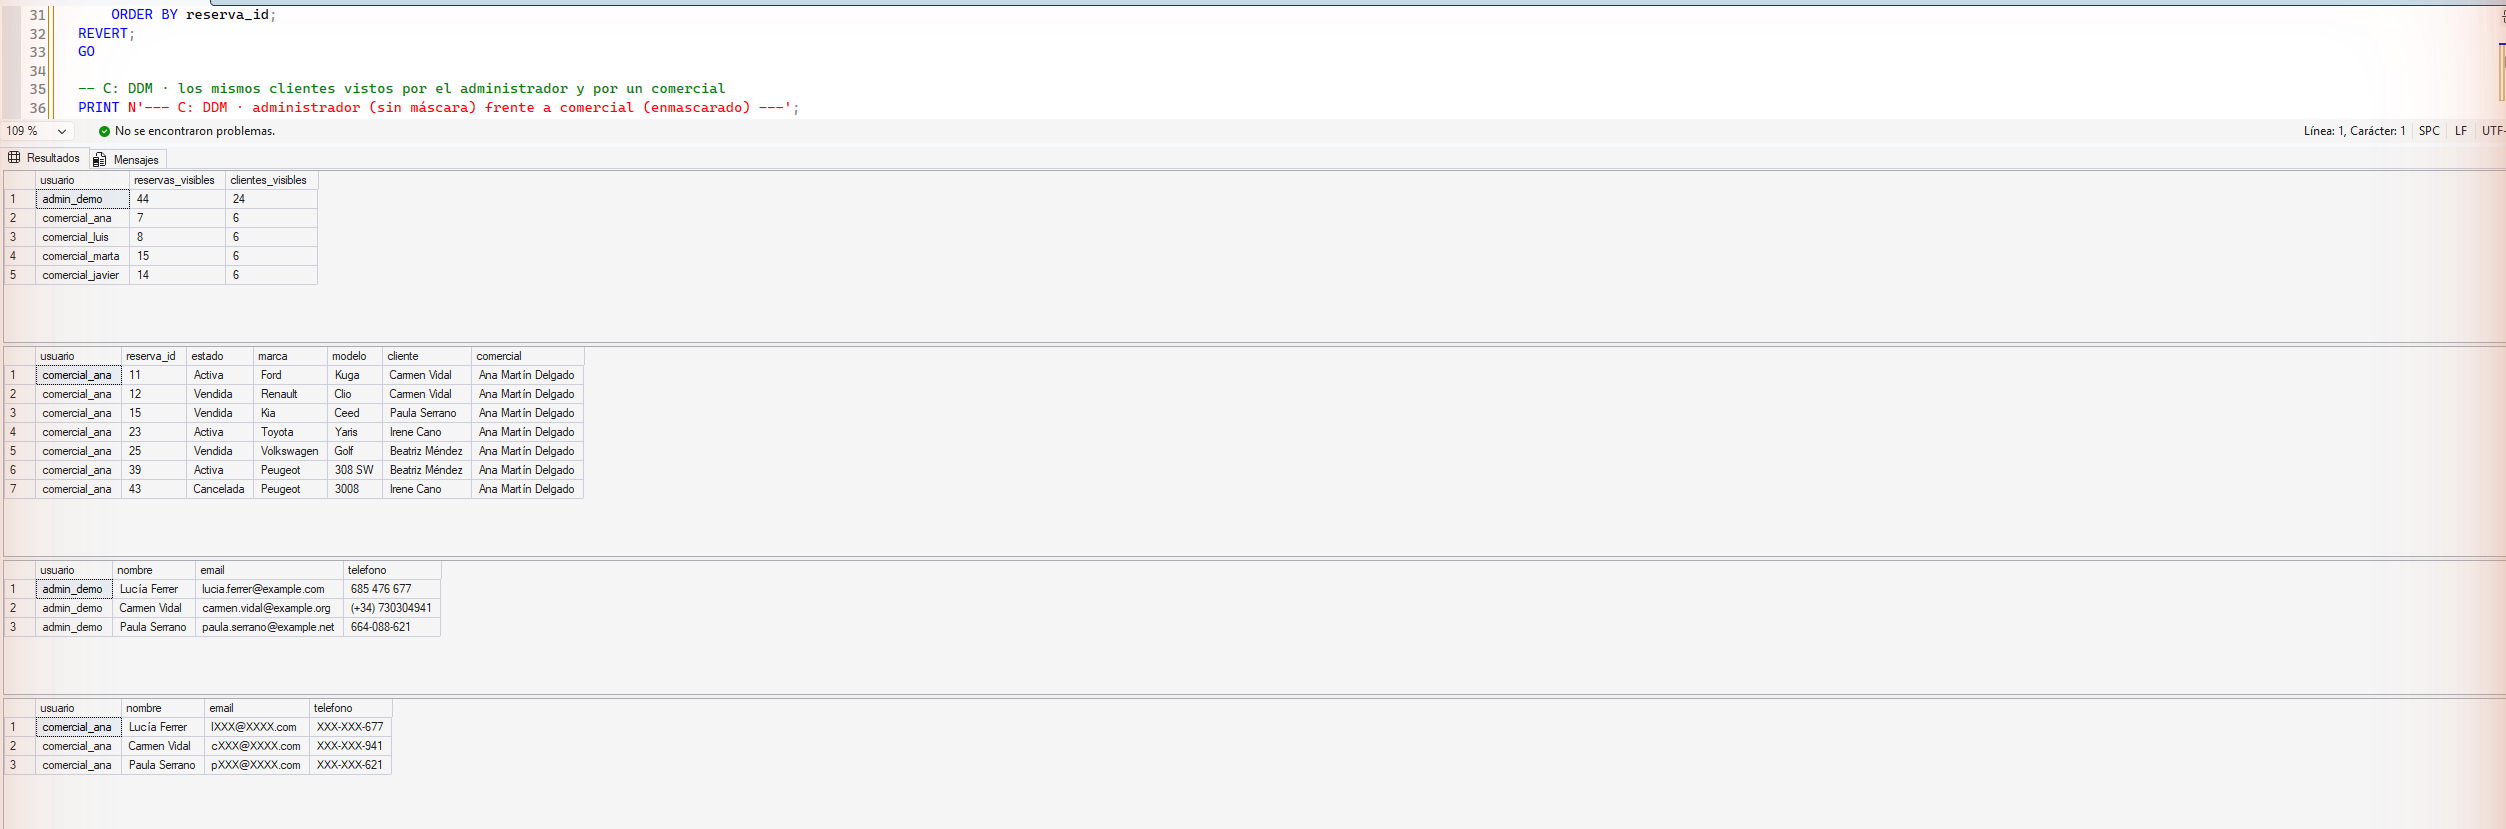 31 ORDER BY reserva_id;
32 REVERT;
33 GO
34
35 -- C: DDM · los mismos clientes vistos por el administrador y por un comercial
36 PRINT N'--- C: DDM · administrador (sin máscara) frente a comercial (enmascarado) ---';
109 % No se encontraron problemas. Línea: 1, Carácter: 1 SPC LF UTF-
Resultados Mensajes
usuario reservas_visibles clientes_visibles
1 admin_demo 44 24
2 comercial_ana 7 6
3 comercial_luis 8 6
4 comercial_marta 15 6
5 comercial_javier 14 6
usuario reserva_id estado marca modelo cliente comercial
1 comercial_ana 11 Activa Ford Kuga Carmen Vidal Ana Martín Delgado
2 comercial_ana 12 Vendida Renault Clio Carmen Vidal Ana Martín Delgado
3 comercial_ana 15 Vendida Kia Ceed Paula Serrano Ana Martín Delgado
4 comercial_ana 23 Activa Toyota Yaris Irene Cano Ana Martín Delgado
5 comercial_ana 25 Vendida Volkswagen Golf Beatriz Méndez Ana Martín Delgado
6 comercial_ana 39 Activa Peugeot 308 SW Beatriz Méndez Ana Martín Delgado
7 comercial_ana 43 Cancelada Peugeot 3008 Irene Cano Ana Martín Delgado
usuario nombre email telefono
1 admin_demo Lucía Ferrer lucia.ferrer@example.com 685 476 677
2 admin_demo Carmen Vidal carmen.vidal@example.org (+34) 730304941
3 admin_demo Paula Serrano paula.serrano@example.net 664-088-621
usuario nombre email telefono
1 comercial_ana Lucía Ferrer lXXX@XXXX.com XXX-XXX-677
2 comercial_ana Carmen Vidal cXXX@XXXX.com XXX-XXX-941
3 comercial_ana Paula Serrano pXXX@XXXX.com XXX-XXX-621